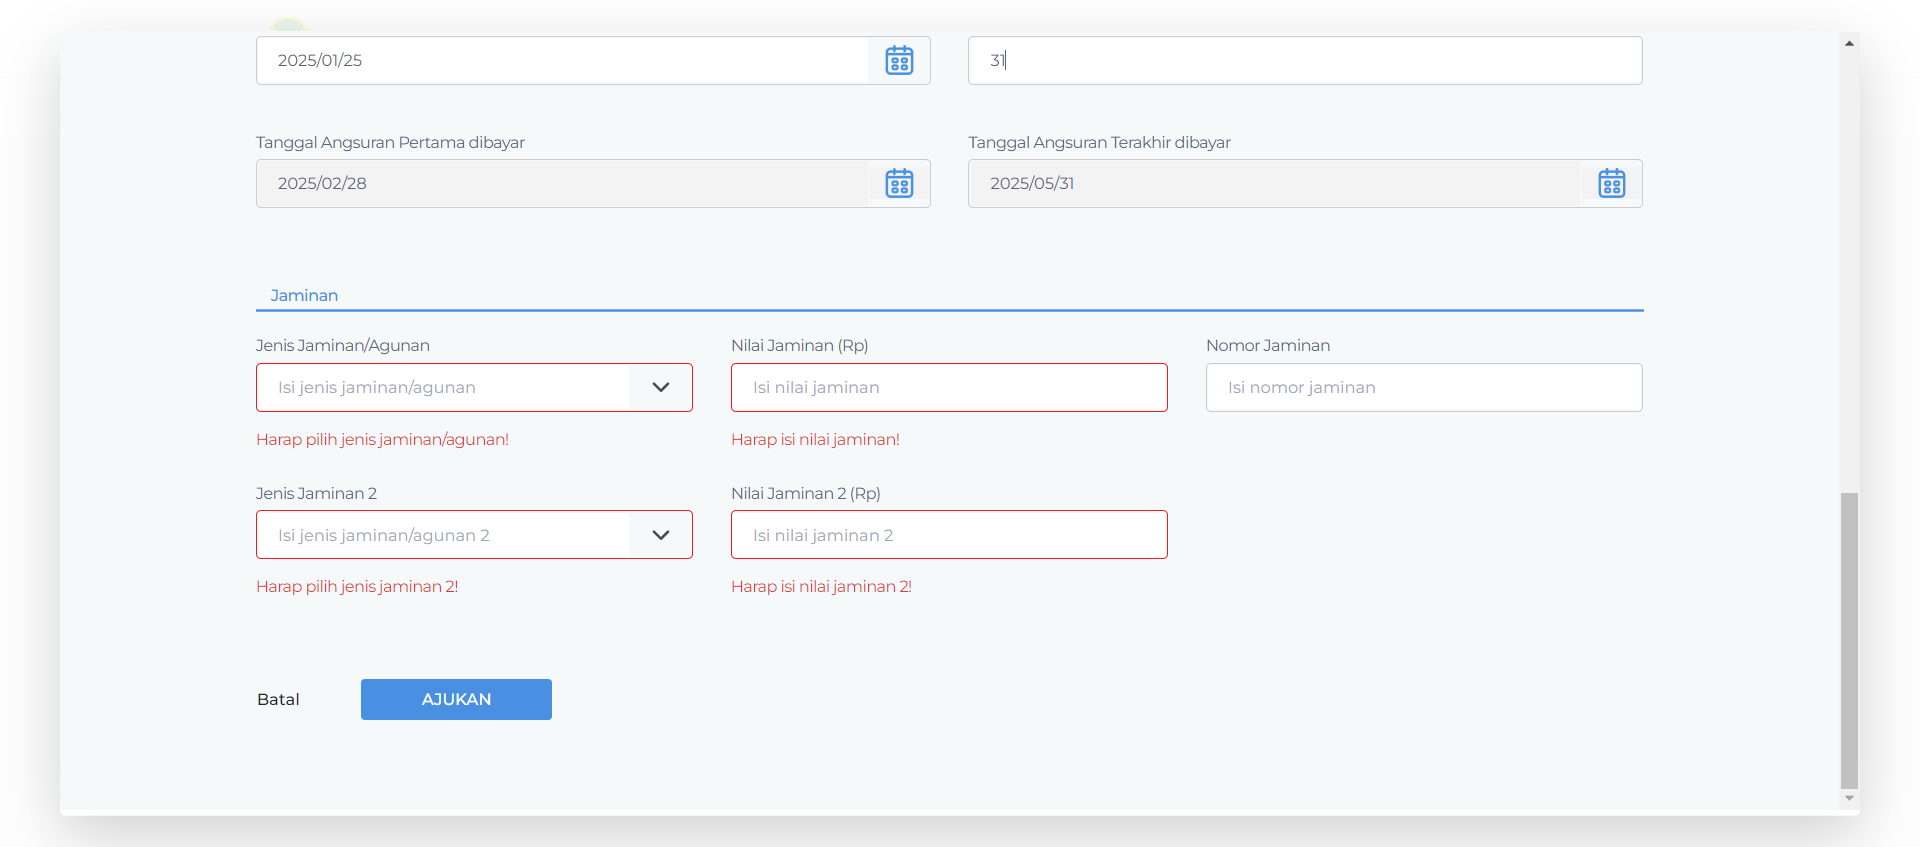 2025/01/25
31
Tanggal Angsuran Pertama dibayar
Tanggal Angsuran Terakhir dibayar
2025/02/28
2025/05/31
Jaminan
Jenis Jaminan/Agunan
Nilai Jaminan (Rp)
Nomor Jaminan
Isi jenis jaminan/agunan
Isi nilai jaminan
Isi nomor jaminan
Harap pilih jenis jaminan/agunan!
Harap isi nilai jaminan!
Jenis Jaminan 2
Nilai Jaminan 2 (Rp)
Isi jenis jaminan/agunan 2
Isi nilai jaminan 2
Harap pilih jenis jaminan 2!
Harap isi nilai jaminan 2!
Batal
AJUKAN